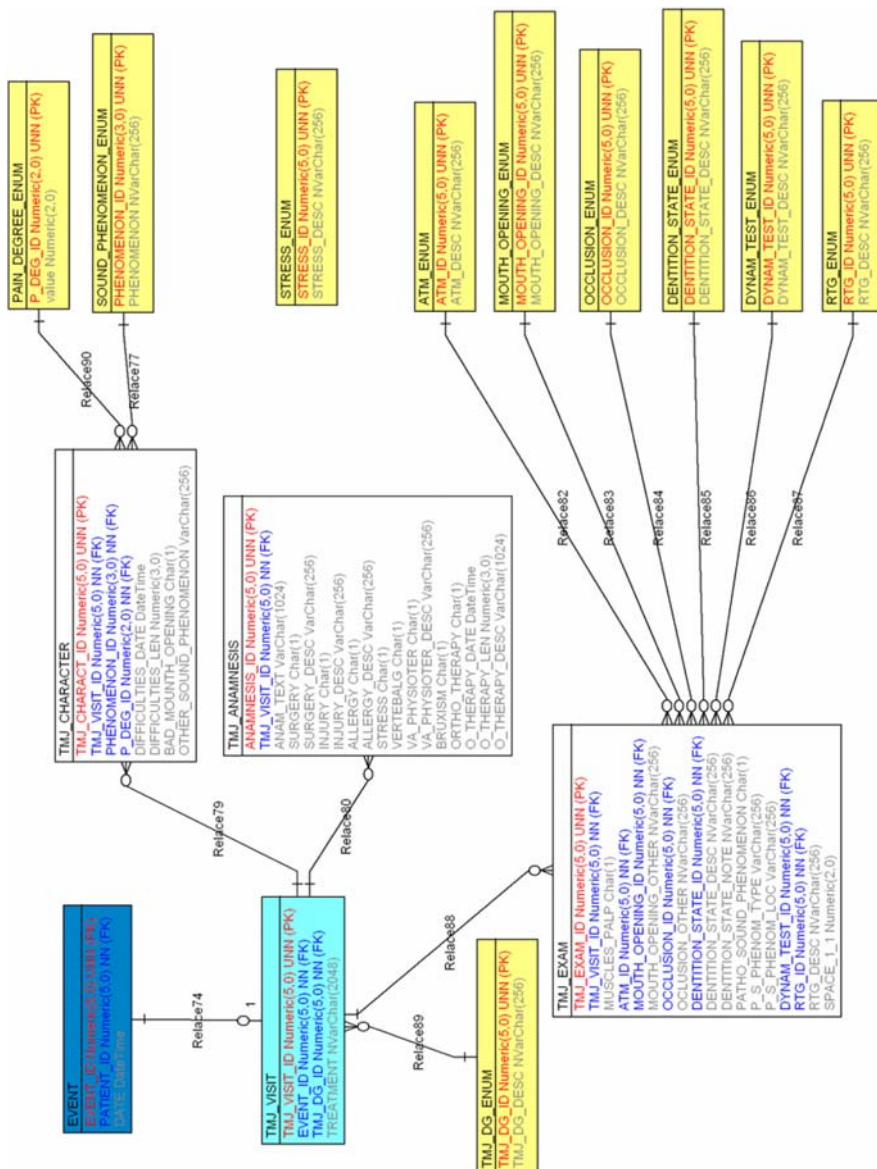 EVENT
EVENT_ID Numeric(5,0) UNN (PK)
PATIENT_ID Numeric(5,0) NN (FK)
DATE DateTime
Relace74
1
TMJ_VISIT
TMJ_VISIT_ID Numeric(5,0) UNN (PK)
EVENT_ID Numeric(5,0) NN (FK)
TMJ_DG_ID Numeric(5,0) NN (FK)
TREATMENT NVarChar(2048)
Relace89
TMJ_DG_ENUM
TMJ_DG_ID Numeric(5,0) UNN (PK)
TMJ_DG_DESC NVarChar(256)
Relace79
Relace80
Relace88
TMJ_CHARACTER
TMJ_CHARACT_ID Numeric(5,0) UNN (PK)
TMJ_VISIT_ID Numeric(5,0) NN (FK)
PHENOMENON_ID Numeric(3,0) NN (FK)
P_DEG_ID Numeric(2,0) NN (FK)
DIFFICULTIES_DATE DateTime
DIFFICULTIES_LEN Numeric(3,0)
BAD_MOUNTH_OPENING Char(1)
OTHER_SOUND_PHENOMENON VarChar(256)
TMJ_ANAMNESIS
ANAMNESIS_ID Numeric(5,0) UNN (PK)
TMJ_VISIT_ID Numeric(5,0) NN (FK)
ANAM_TEXT VarChar(1024)
SURGERY Char(1)
SURGERY_DESC VarChar(256)
INJURY Char(1)
INJURY_DESC VarChar(256)
ALLERGY Char(1)
ALLERGY_DESC VarChar(256)
STRESS Char(1)
VERTEBALG Char(1)
VA_PHYSIOTER Char(1)
VA_PHYSIOTER_DESC VarChar(256)
BRUXISM Char(1)
ORTHO_THERAPY Char(1)
O_THERAPY_DATE DateTime
O_THERAPY_LEN Numeric(3,0)
O_THERAPY_DESC VarChar(1024)
TMJ_EXAM
TMJ_EXAM_ID Numeric(5,0) UNN (PK)
TMJ_VISIT_ID Numeric(5,0) NN (FK)
MUSCLES_PALP Char(1)
ATM_ID Numeric(5,0) NN (FK)
MOUTH_OPENING_ID Numeric(5,0) NN (FK)
MOUTH_OPENING_OTHER NVarChar(256)
OCCLUSION_ID Numeric(5,0) NN (FK)
OCCLUSION_OTHER NVarChar(256)
DENTITION_STATE_ID Numeric(5,0) NN (FK)
DENTITION_STATE_DESC NVarChar(256)
DENTITION_STATE_NOTE NVarChar(256)
PATHO_SOUND_PHENOMENON Char(1)
P_S_PHENOM_TYPE VarChar(256)
P_S_PHENOM_LOC VarChar(256)
DYNAM_TEST_ID Numeric(5,0) NN (FK)
RTG_ID Numeric(5,0) NN (FK)
RTG_DESC NVarChar(256)
SPACE_1_1 Numeric(2,0)
Relace90
Relace77
Relace82
Relace83
Relace84
Relace85
Relace86
Relace87
PAIN_DEGREE_ENUM
P_DEG_ID Numeric(2,0) UNN (PK)
value Numeric(2,0)
SOUND_PHENOMENON_ENUM
PHENOMENON_ID Numeric(3,0) UNN (PK)
PHENOMENON NVarChar(256)
STRESS_ENUM
STRESS_ID Numeric(5,0) UNN (PK)
STRESS_DESC NVarChar(256)
ATM_ENUM
ATM_ID Numeric(5,0) UNN (PK)
ATM_DESC NVarChar(256)
MOUTH_OPENING_ENUM
MOUTH_OPENING_ID Numeric(5,0) UNN (PK)
MOUTH_OPENING_DESC NVarChar(256)
OCCLUSION_ENUM
OCCLUSION_ID Numeric(5,0) UNN (PK)
OCCLUSION_DESC NVarChar(256)
DENTITION_STATE_ENUM
DENTITION_STATE_ID Numeric(5,0) UNN (PK)
DENTITION_STATE_DESC NVarChar(256)
DYNAM_TEST_ENUM
DYNAM_TEST_ID Numeric(5,0) UNN (PK)
DYNAM_TEST_DESC NVarChar(256)
RTG_ENUM
RTG_ID Numeric(5,0) UNN (PK)
RTG_DESC NVarChar(256)